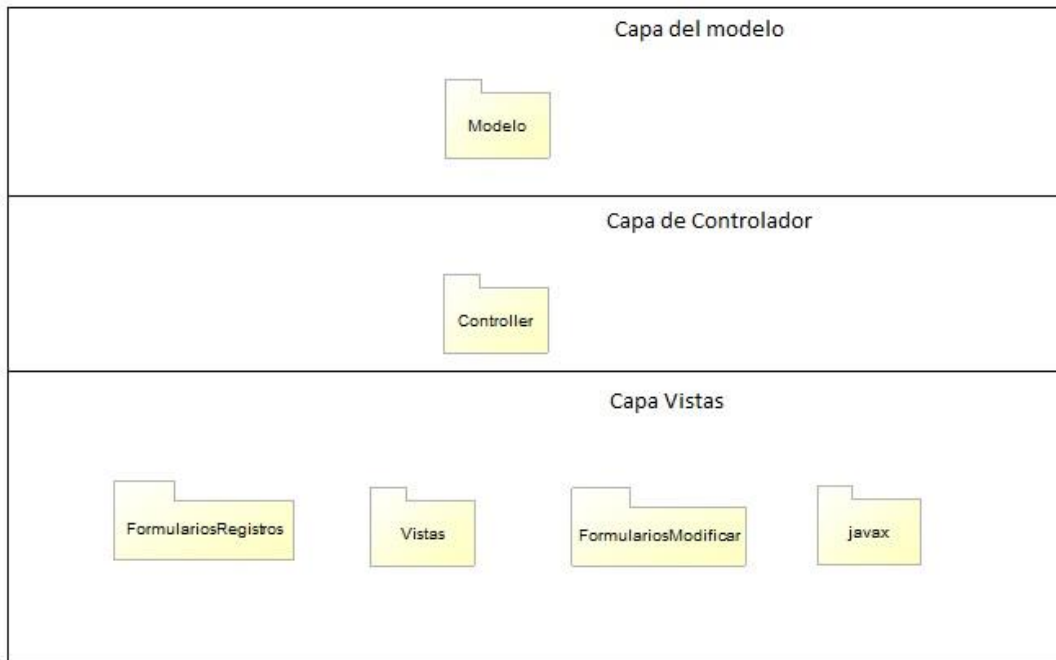 Capa del modelo
Modelo
Capa de Controlador
Controller
Capa Vistas
FormulariosRegistros
Vistas
FormulariosModificar
javax